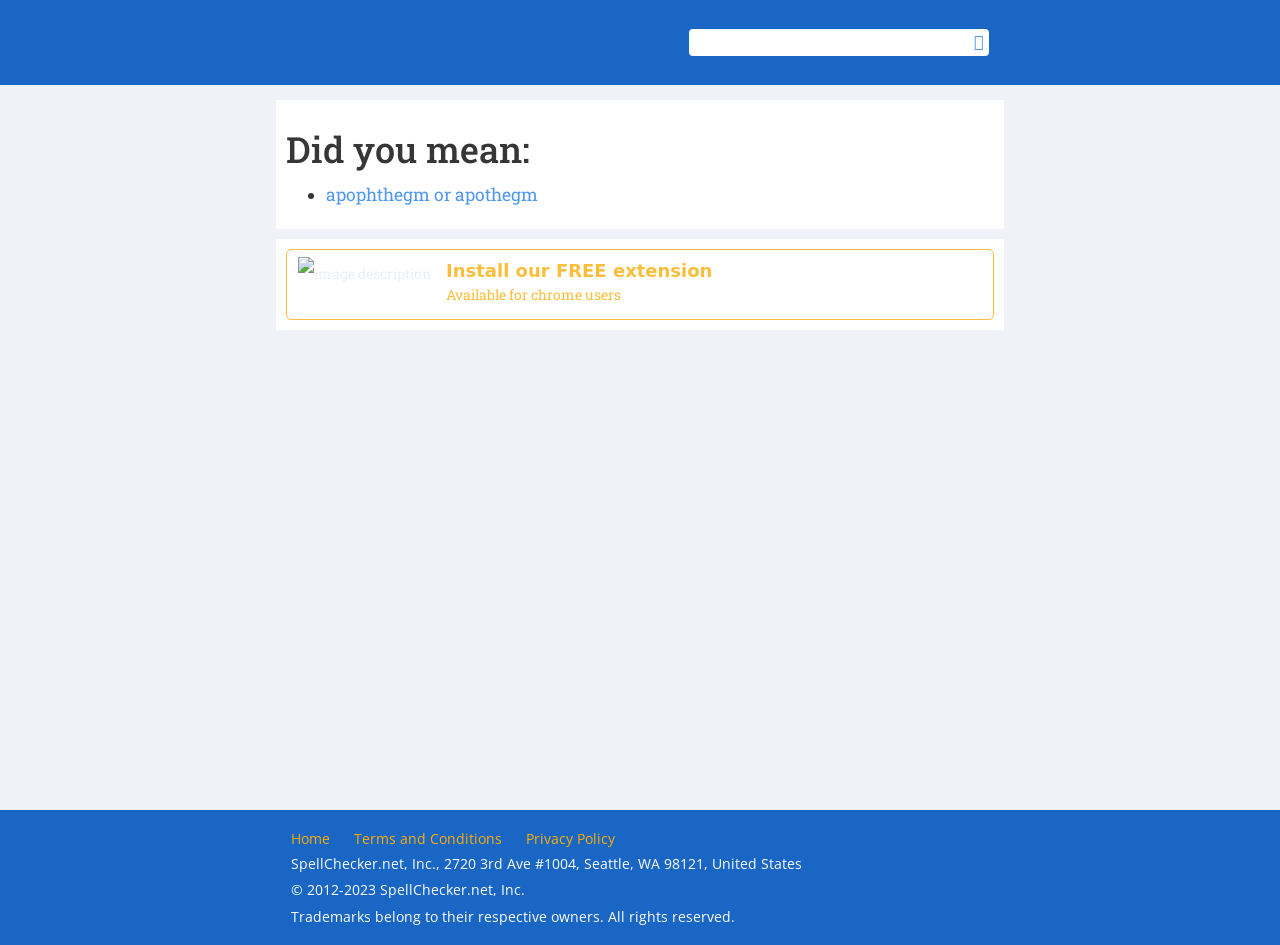 Did you mean:
apophthegm or apothegm
image description
Install our FREE extension
Available for chrome users
Home Terms and Conditions Privacy Policy
SpellChecker.net, Inc., 2720 3rd Ave #1004, Seattle, WA 98121, United States
© 2012-2023 SpellChecker.net, Inc.
Trademarks belong to their respective owners. All rights reserved.